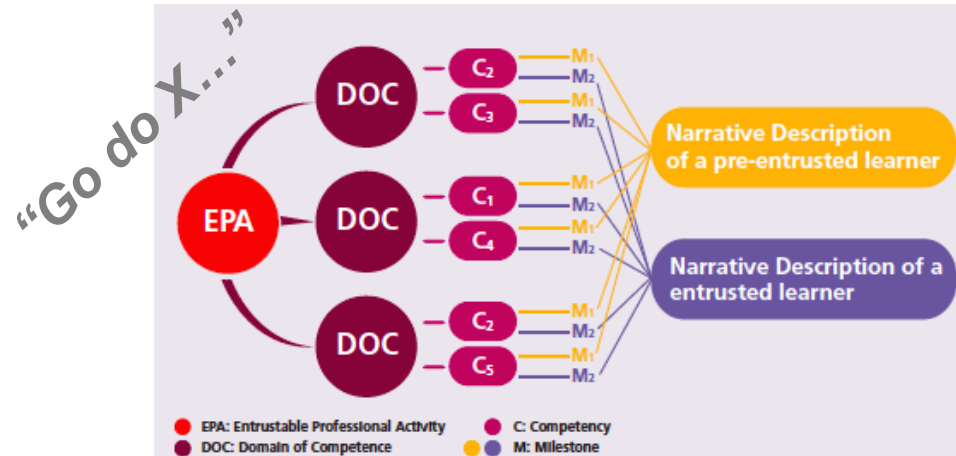 “Go do X...”
EPA
DOC
C2
M1
M2
C3
M1
M2
DOC
C1
M1
M2
C4
M1
M2
DOC
C2
M1
M2
C5
M1
M2
Narrative Description
of a pre-entrusted learner
Narrative Description of a
entrusted learner
EPA: Entrustable Professional Activity
C: Competency
DOC: Domain of Competence
M: Milestone